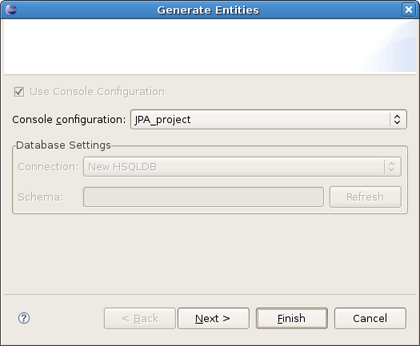 Generate Entities
Use Console Configuration
Console configuration: JPA_project
Database Settings
Connection: New HSQLDB
Schema: Refresh
? < Back Next > Finish Cancel